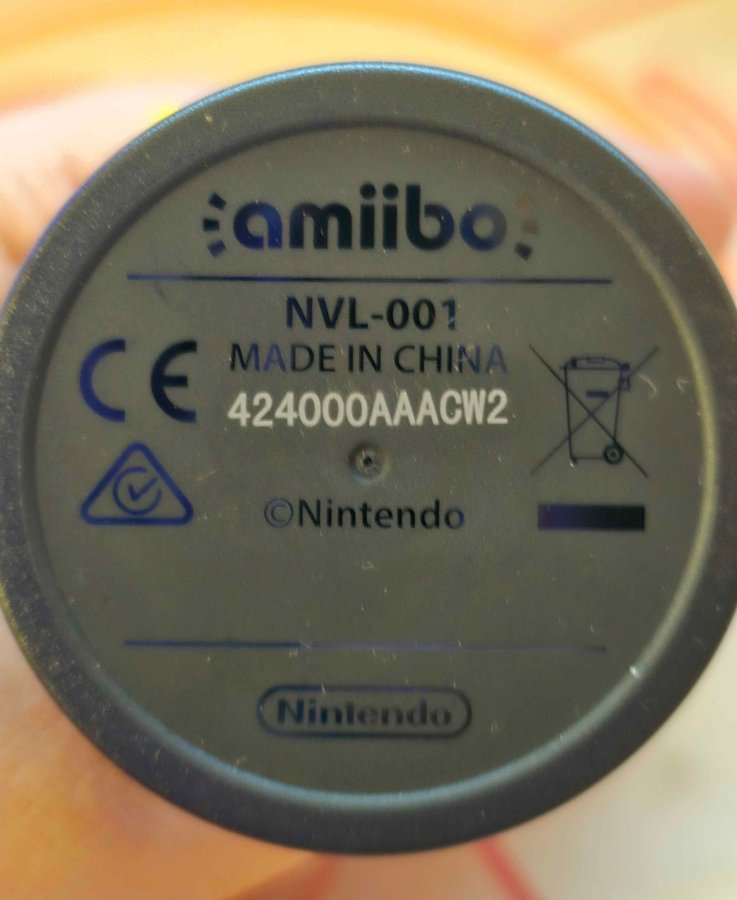 amiibo
NVL-001
MADE IN CHINA
CE
424000AAACW2
©Nintendo
Nintendo